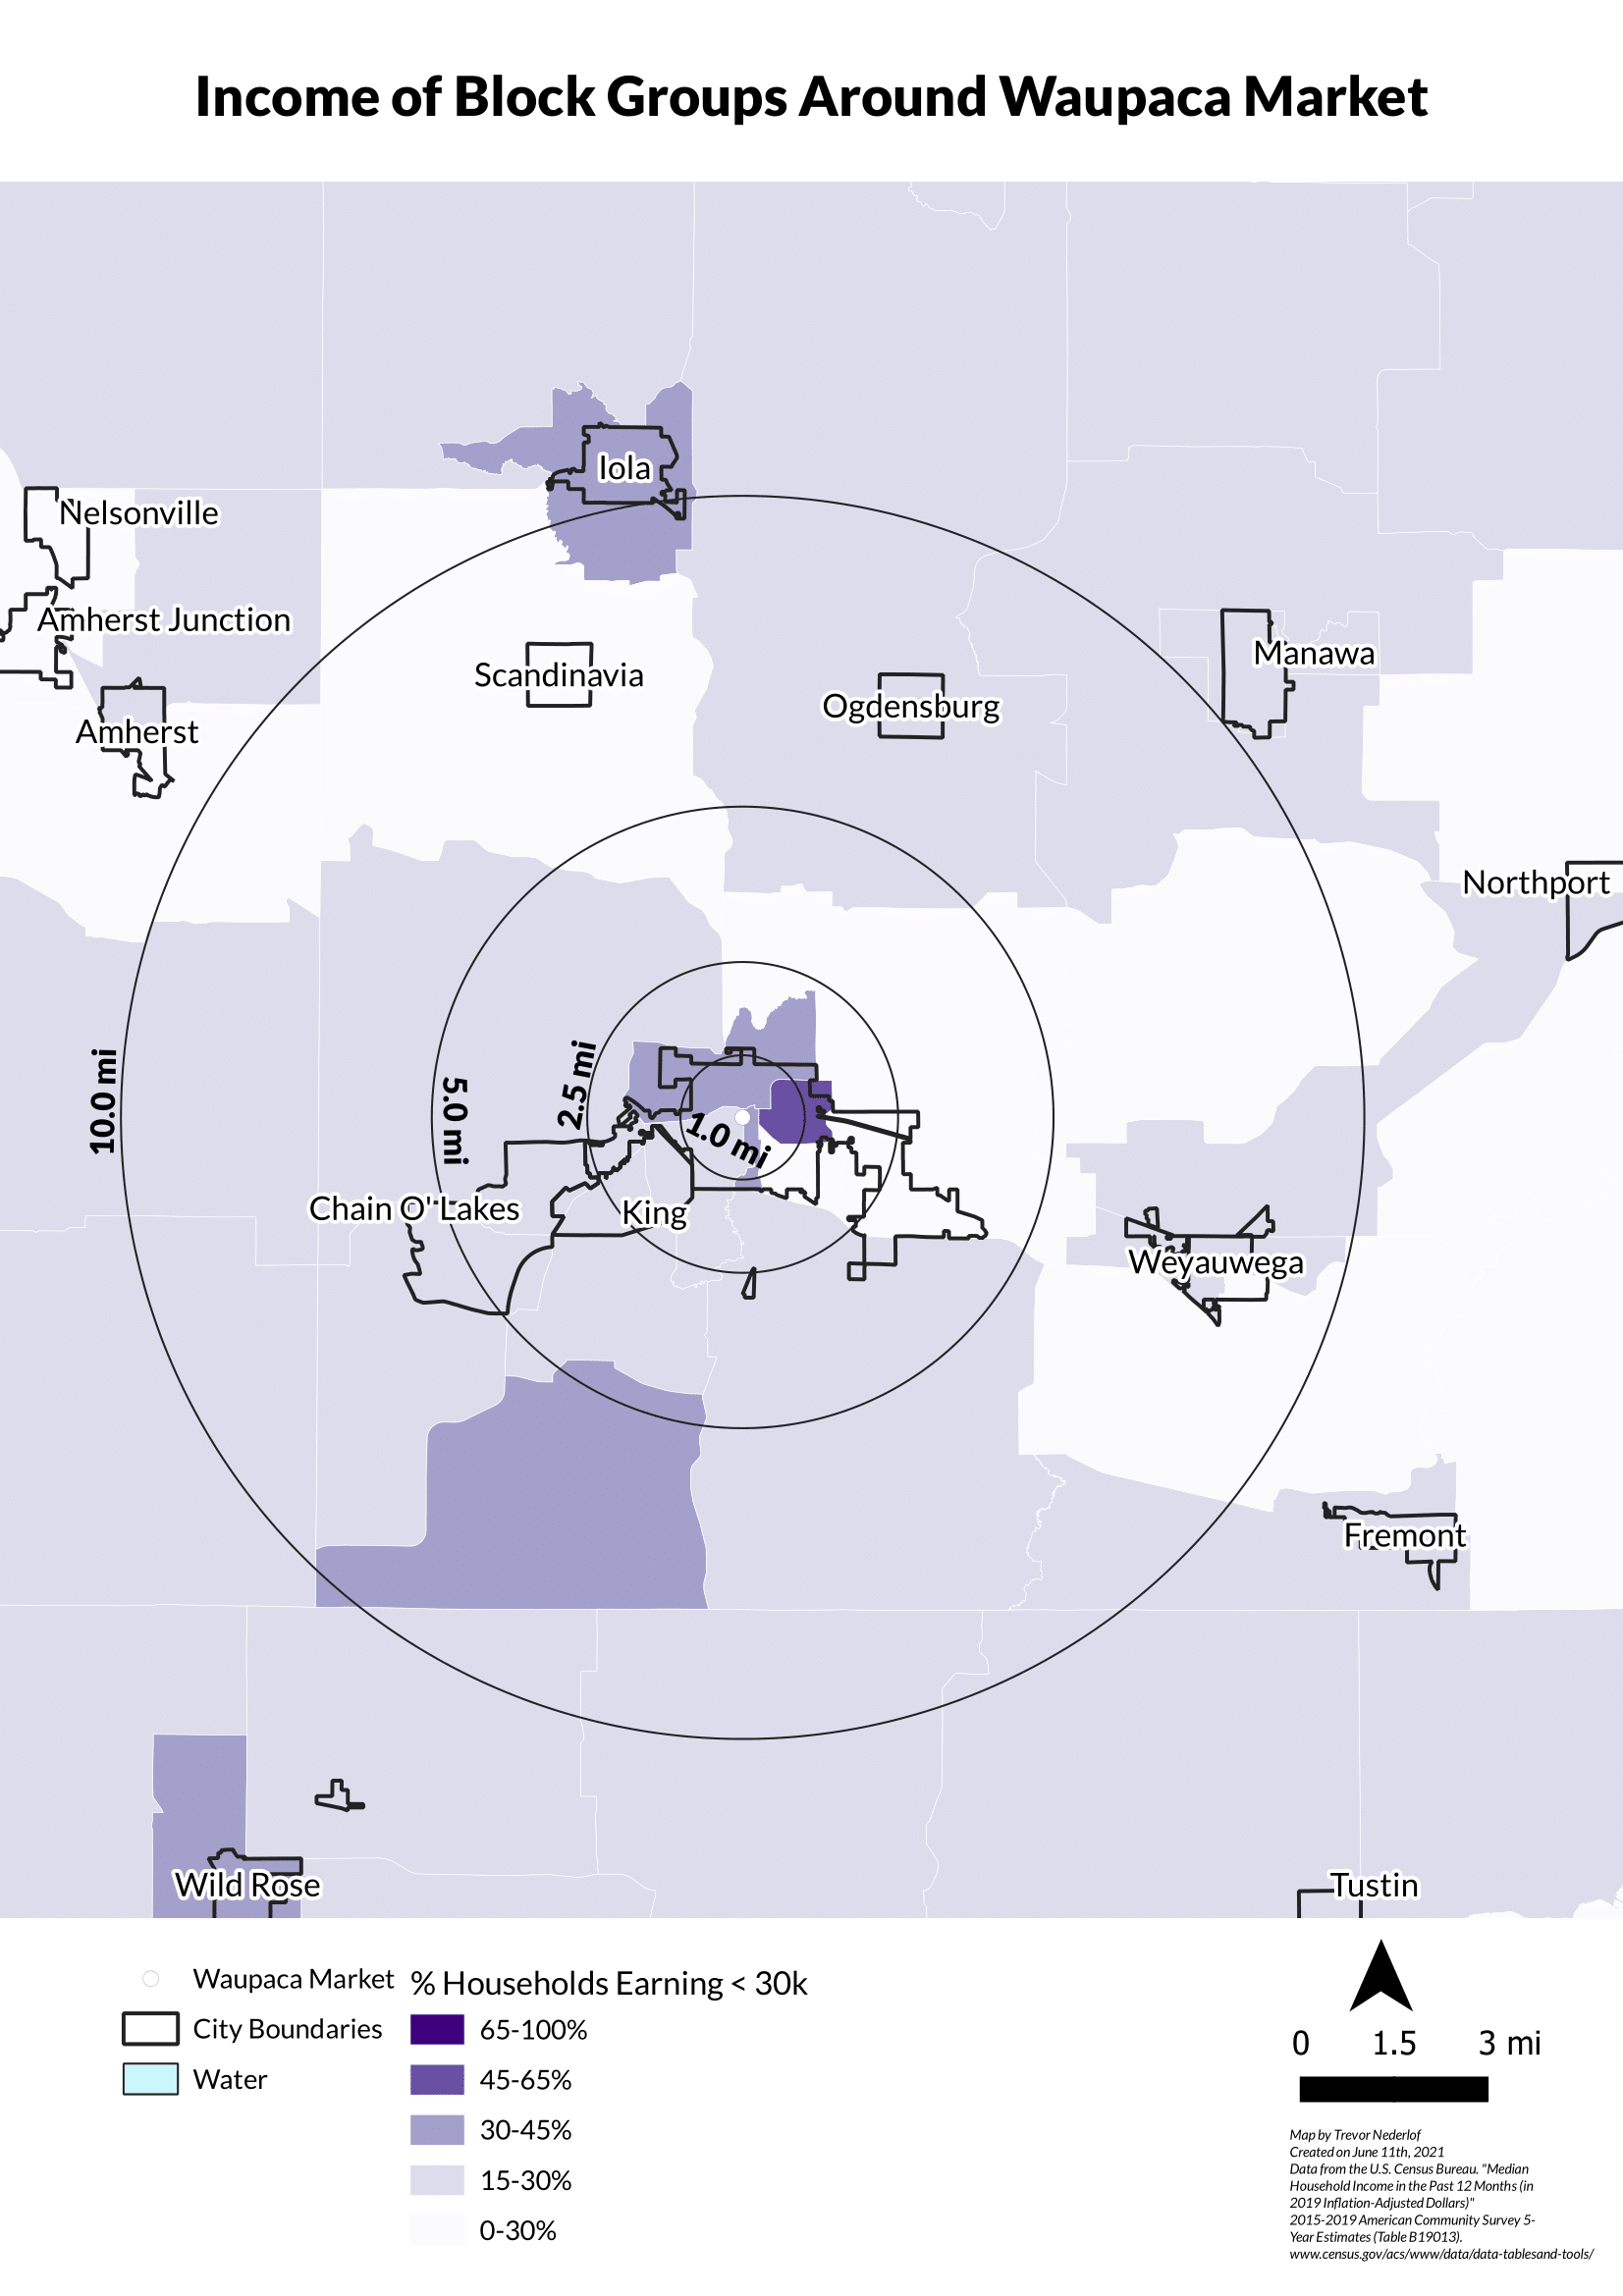 Income of Block Groups Around Waupaca Market
Iola
Nelsonville
Amherst Junction
Scandinavia
Manawa
Ogdensburg
Amherst
Northport
10.0 mi
5.0 mi
2.5 mi
1.0 mi
Chain O'Lakes
King
Weyauwega
Fremont
Wild Rose
Tustin
Waupaca Market
City Boundaries
Water
% Households Earning < 30k
65-100%
45-65%
30-45%
15-30%
0-30%
0 1.5 3 mi
Map by Trevor Nederlof
Created on June 11th, 2021
Data from the U.S. Census Bureau. "Median
Household Income in the Past 12 Months (in
2019 Inflation-Adjusted Dollars)"
2015-2019 American Community Survey 5-
Year Estimates (Table B19013).
www.census.gov/acs/www/data/data-tablesand-tools/